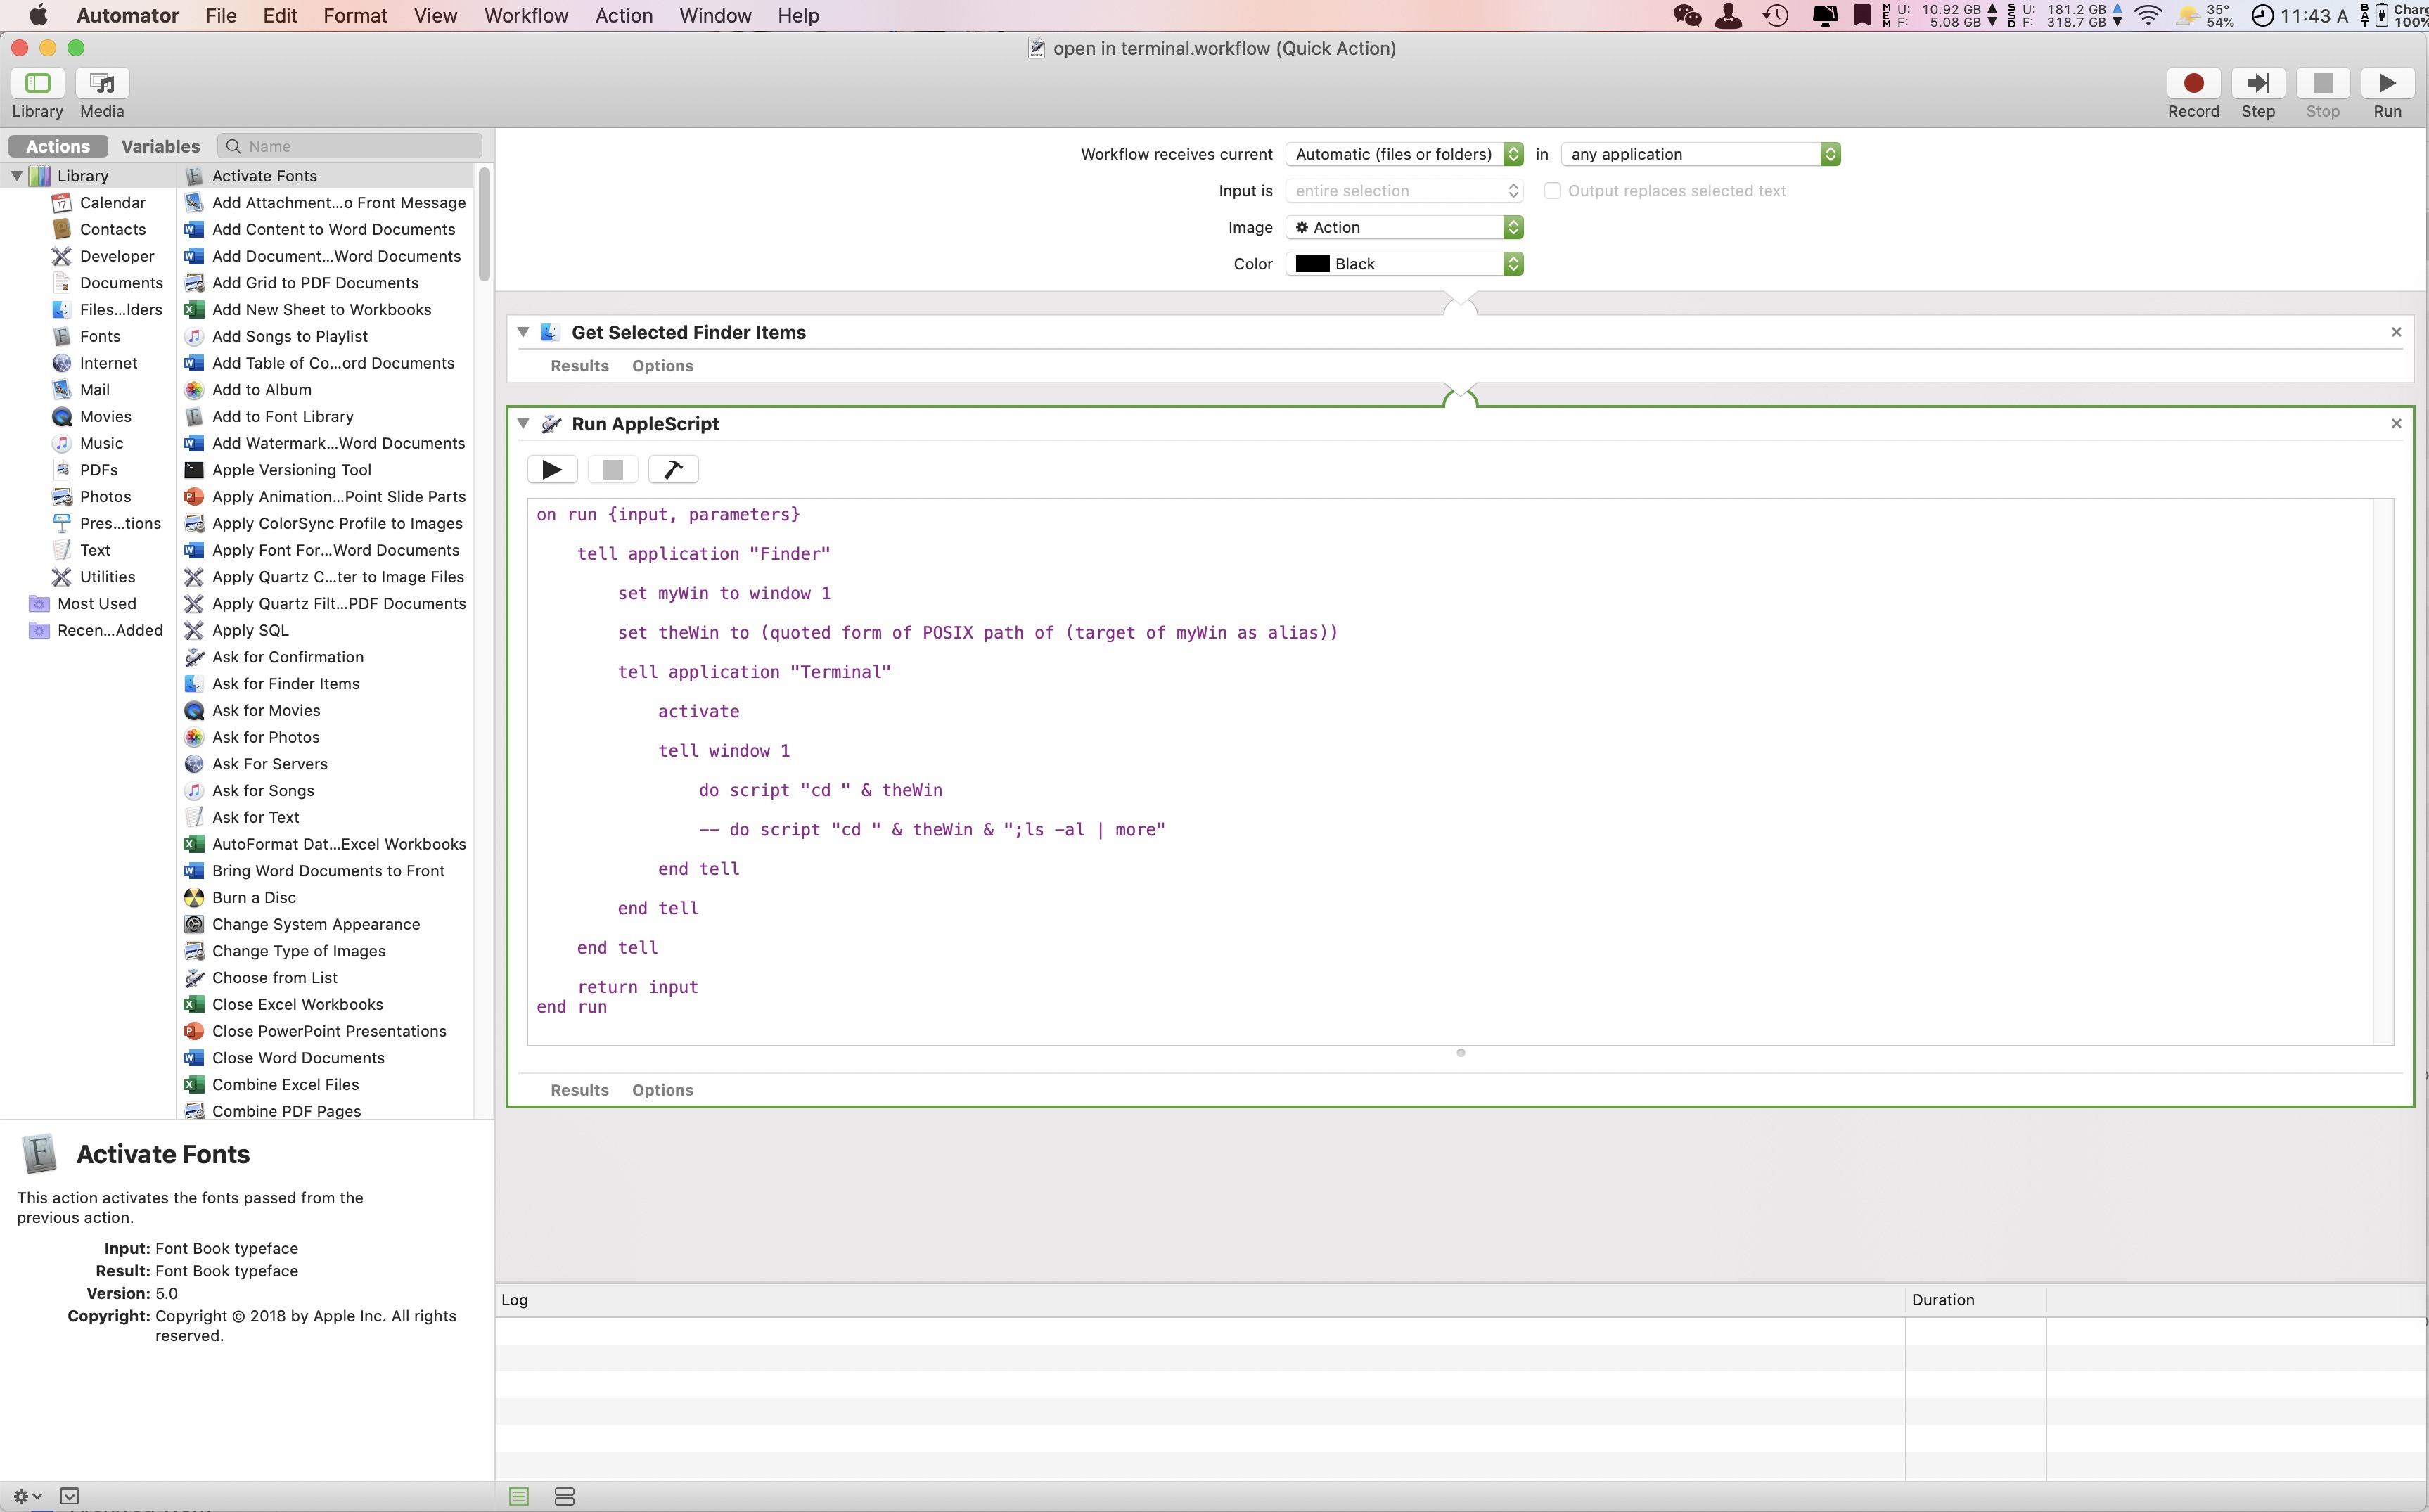 Automator File Edit Format View Workflow Action Window Help
MEM U: 10.92 GB F: 5.08 GB SSD U: 181.2 GB F: 318.7 GB 35° 54% 11:43 A BAT 100%
open in terminal.workflow (Quick Action)
Library Media Record Step Stop Run
Actions Variables Name
Library
Calendar
Contacts
Developer
Documents
Files...lders
Fonts
Internet
Mail
Movies
Music
PDFs
Photos
Pres...tions
Text
Utilities
Most Used
Recen...Added
Activate Fonts
Add Attachment...o Front Message
Add Content to Word Documents
Add Document...Word Documents
Add Grid to PDF Documents
Add New Sheet to Workbooks
Add Songs to Playlist
Add Table of Co...ord Documents
Add to Album
Add to Font Library
Add Watermark...Word Documents
Apple Versioning Tool
Apply Animation...Point Slide Parts
Apply ColorSync Profile to Images
Apply Font For...Word Documents
Apply Quartz C...ter to Image Files
Apply Quartz Filt...PDF Documents
Apply SQL
Ask for Confirmation
Ask for Finder Items
Ask for Movies
Ask for Photos
Ask For Servers
Ask for Songs
Ask for Text
AutoFormat Dat...Excel Workbooks
Bring Word Documents to Front
Burn a Disc
Change System Appearance
Change Type of Images
Choose from List
Close Excel Workbooks
Close PowerPoint Presentations
Close Word Documents
Combine Excel Files
Combine PDF Pages
Activate Fonts
This action activates the fonts passed from the
previous action.
Input: Font Book typeface
Result: Font Book typeface
Version: 5.0
Copyright: Copyright © 2018 by Apple Inc. All rights
reserved.
Workflow receives current Automatic (files or folders) in any application
Input is entire selection Output replaces selected text
Image Action
Color Black
Get Selected Finder Items
Results Options
Run AppleScript
on run {input, parameters}
tell application "Finder"
set myWin to window 1
set theWin to (quoted form of POSIX path of (target of myWin as alias))
tell application "Terminal"
activate
tell window 1
do script "cd " & theWin
-- do script "cd " & theWin & ";ls -al | more"
end tell
end tell
end tell
return input
end run
Results Options
Log Duration